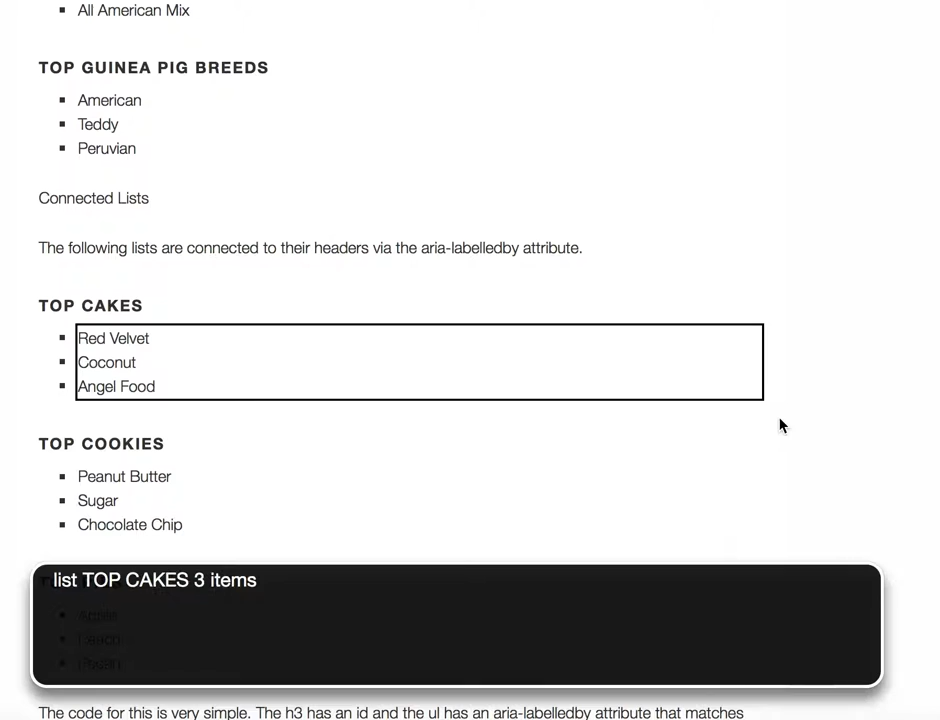 All American Mix
TOP GUINEA PIG BREEDS
American
Teddy
Peruvian
Connected Lists
The following lists are connected to their headers via the aria-labelledby attribute.
TOP CAKES
Red Velvet
Coconut
Angel Food
TOP COOKIES
Peanut Butter
Sugar
Chocolate Chip
list TOP CAKES 3 items
Apple
Peach
Pecan
The code for this is very simple. The h3 has an id and the ul has an aria-labelledby attribute that matches